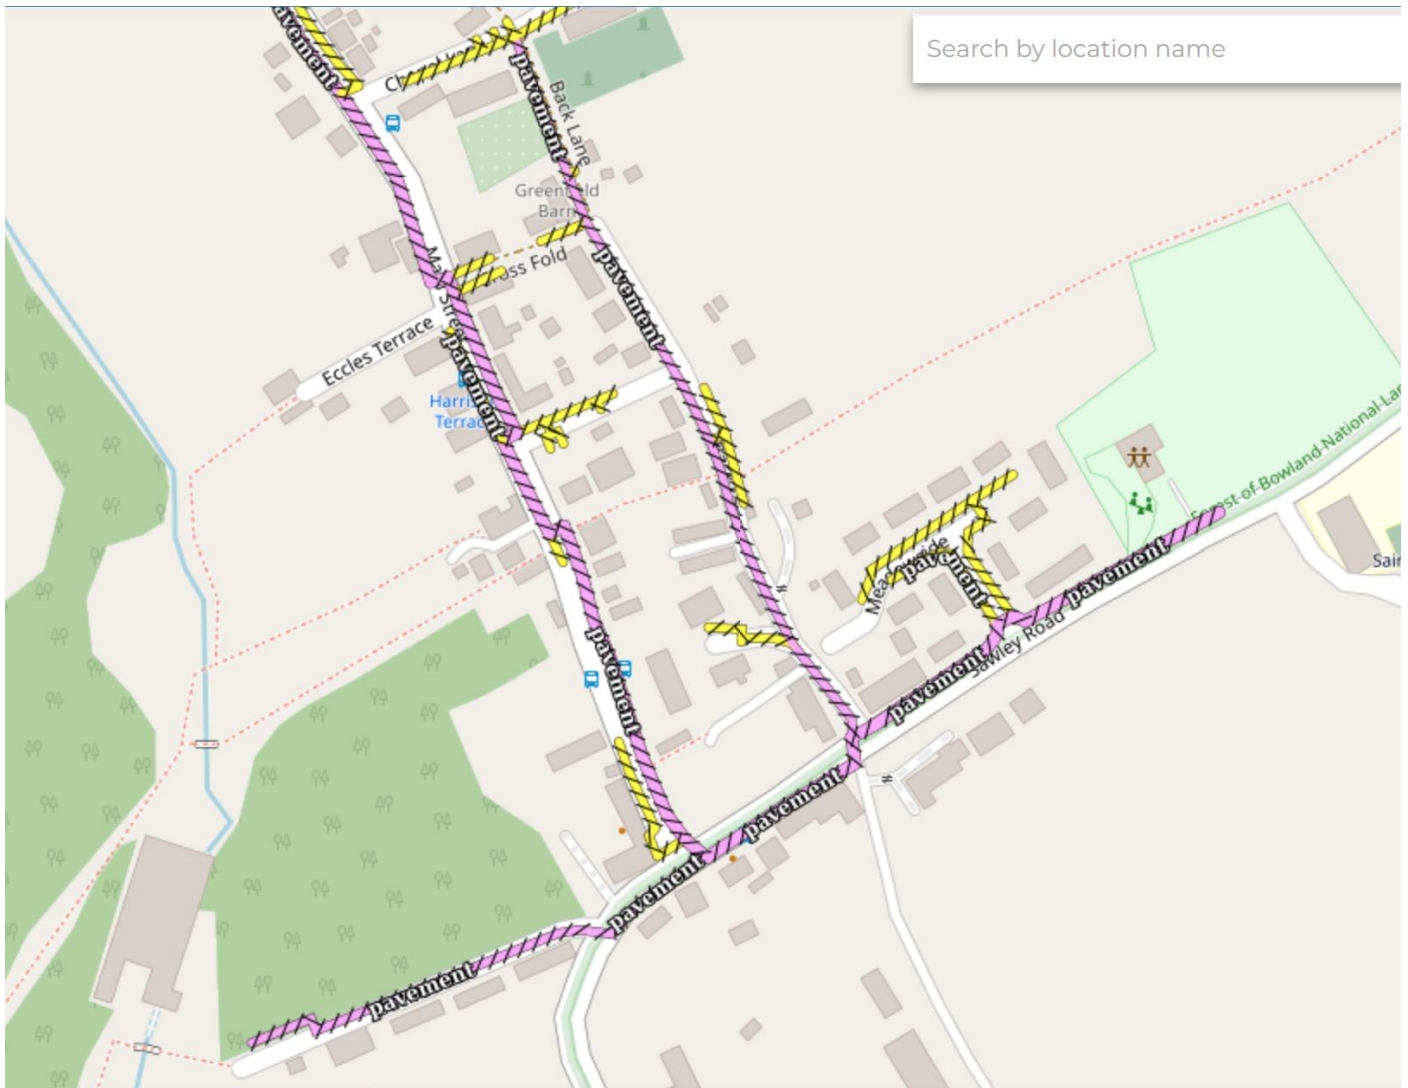 Search by location name
pavement
pavement
Back Lane
Greenfield
Barn
pavement
Eccles Terrace
pavement
Terrace
Forest-of-Bowland-National-Lan
pavement
pavement
Sawley Road
pavement
pavement
pavement
pavement
pavement
pavement